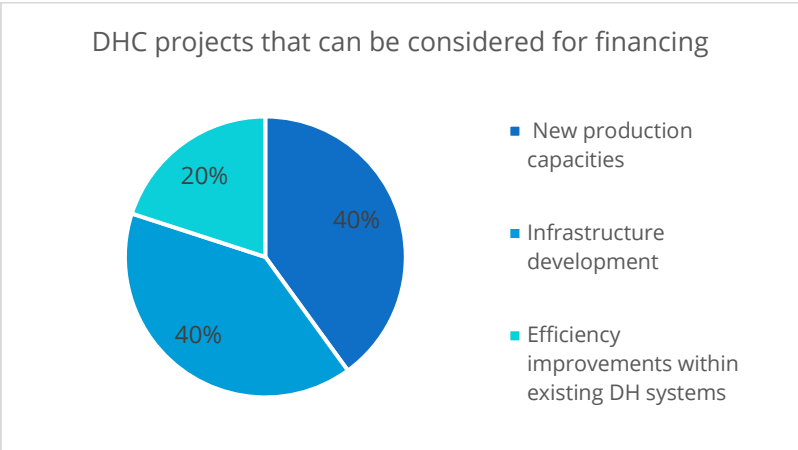 DHC projects that can be considered for financing
20%
40%
40%
New production
capacities
Infrastructure
development
Efficiency
improvements within
existing DH systems